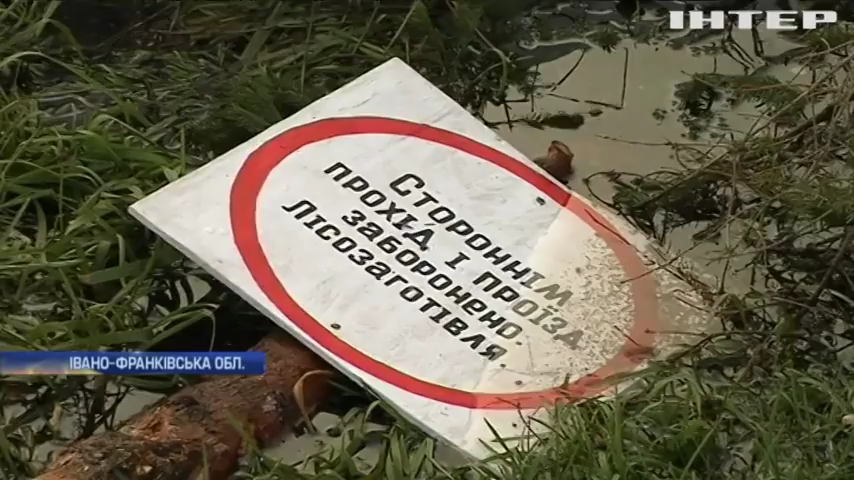 ІНТЕР
Стороннім
прохід і проїзд
заборонено
Лісозаготівля
ІВАНО-ФРАНКІВСЬКА ОБЛ.